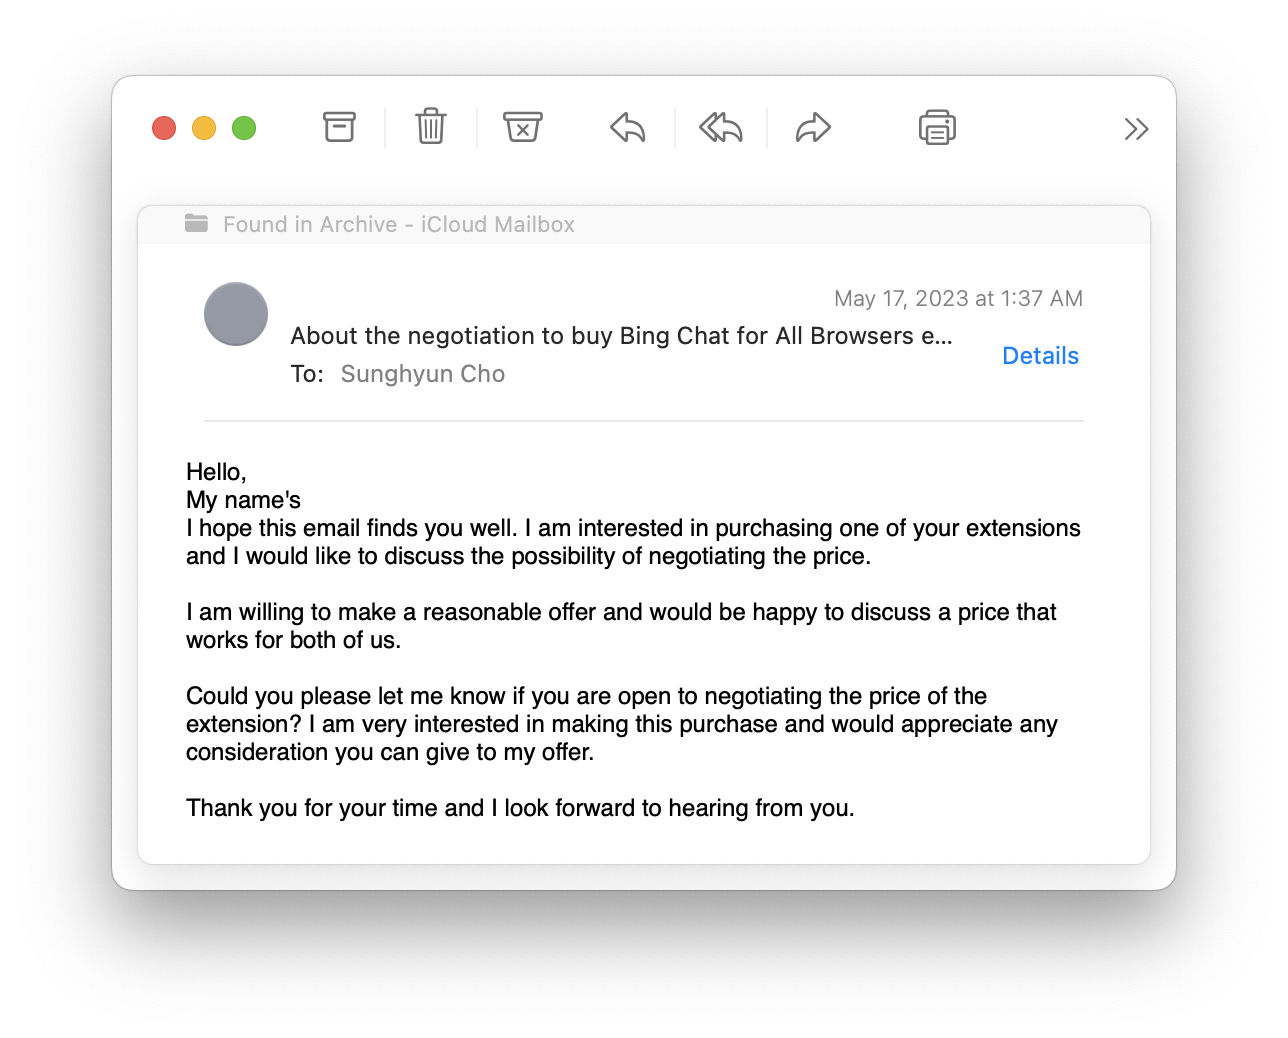 Found in Archive - iCloud Mailbox
May 17, 2023 at 1:37 AM
About the negotiation to buy Bing Chat for All Browsers e...
Details
To: Sunghyun Cho
Hello,
My name's
I hope this email finds you well. I am interested in purchasing one of your extensions
and I would like to discuss the possibility of negotiating the price.
I am willing to make a reasonable offer and would be happy to discuss a price that
works for both of us.
Could you please let me know if you are open to negotiating the price of the
extension? I am very interested in making this purchase and would appreciate any
consideration you can give to my offer.
Thank you for your time and I look forward to hearing from you.